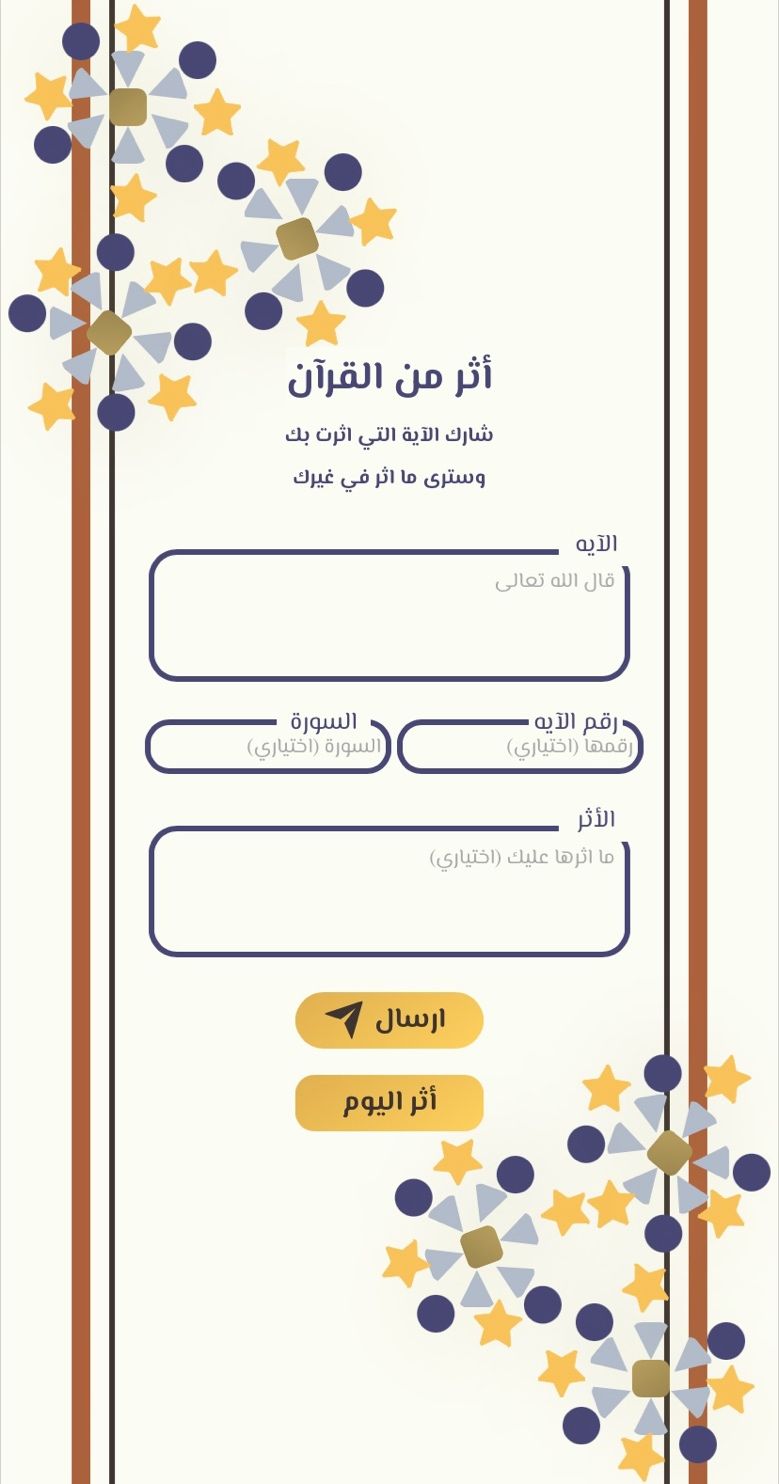 أثر من القرآن
شارك الآية التي اثرت بك
وسترى ما اثر في غيرك
الآيه
قال الله تعالى
رقم الآيه
رقمها (اختياري)
السورة
السورة (اختياري)
الأثر
ما اثرها عليك (اختياري)
ارسال
أثر اليوم